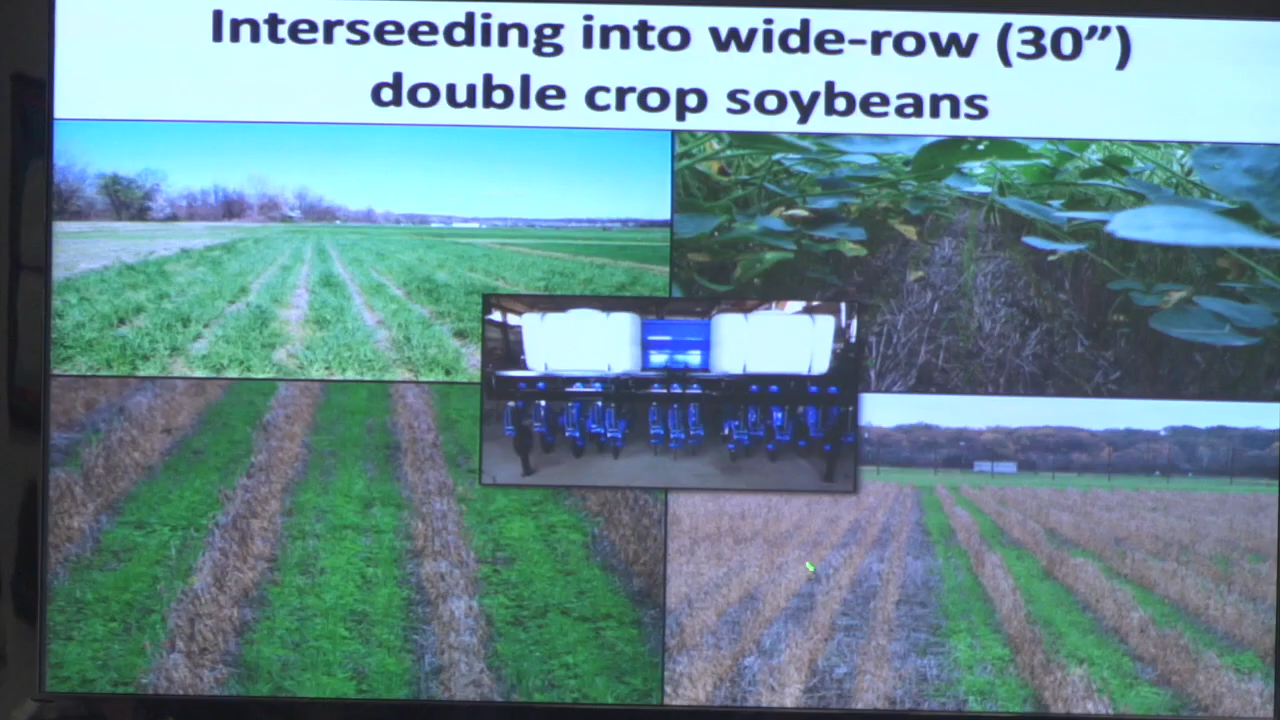 Interseeding into wide-row (30”)
double crop soybeans